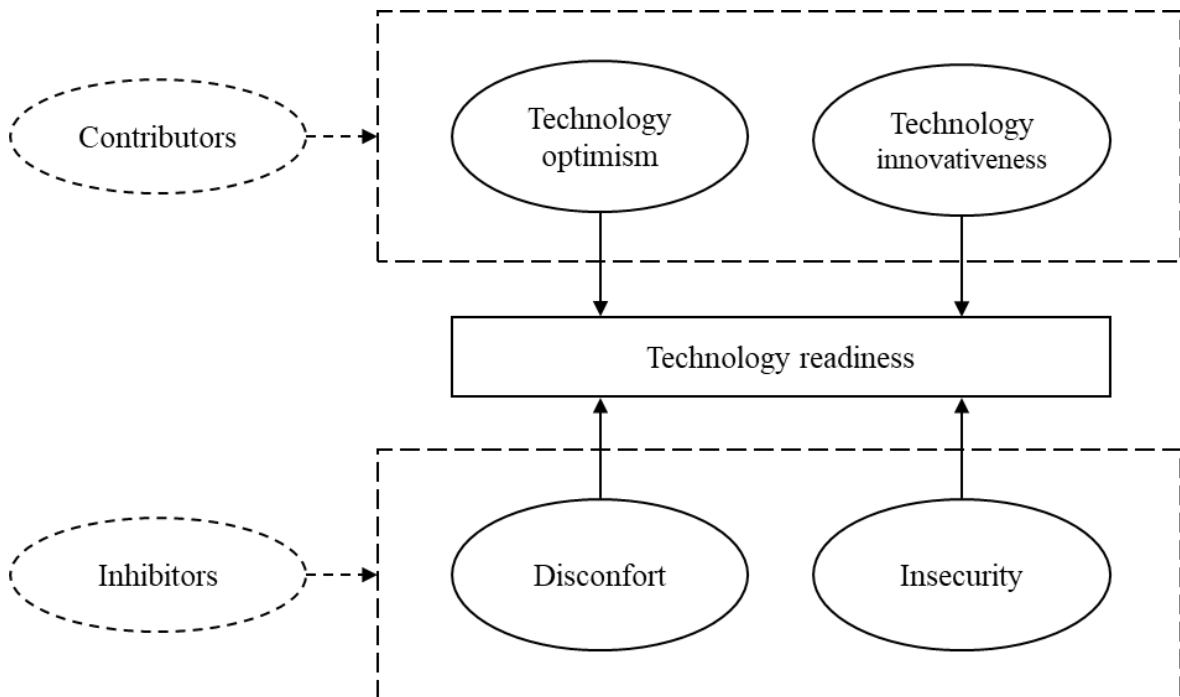 Contributors
Technology
optimism
Technology
innovativeness
Technology readiness
Inhibitors
Disconfort
Insecurity